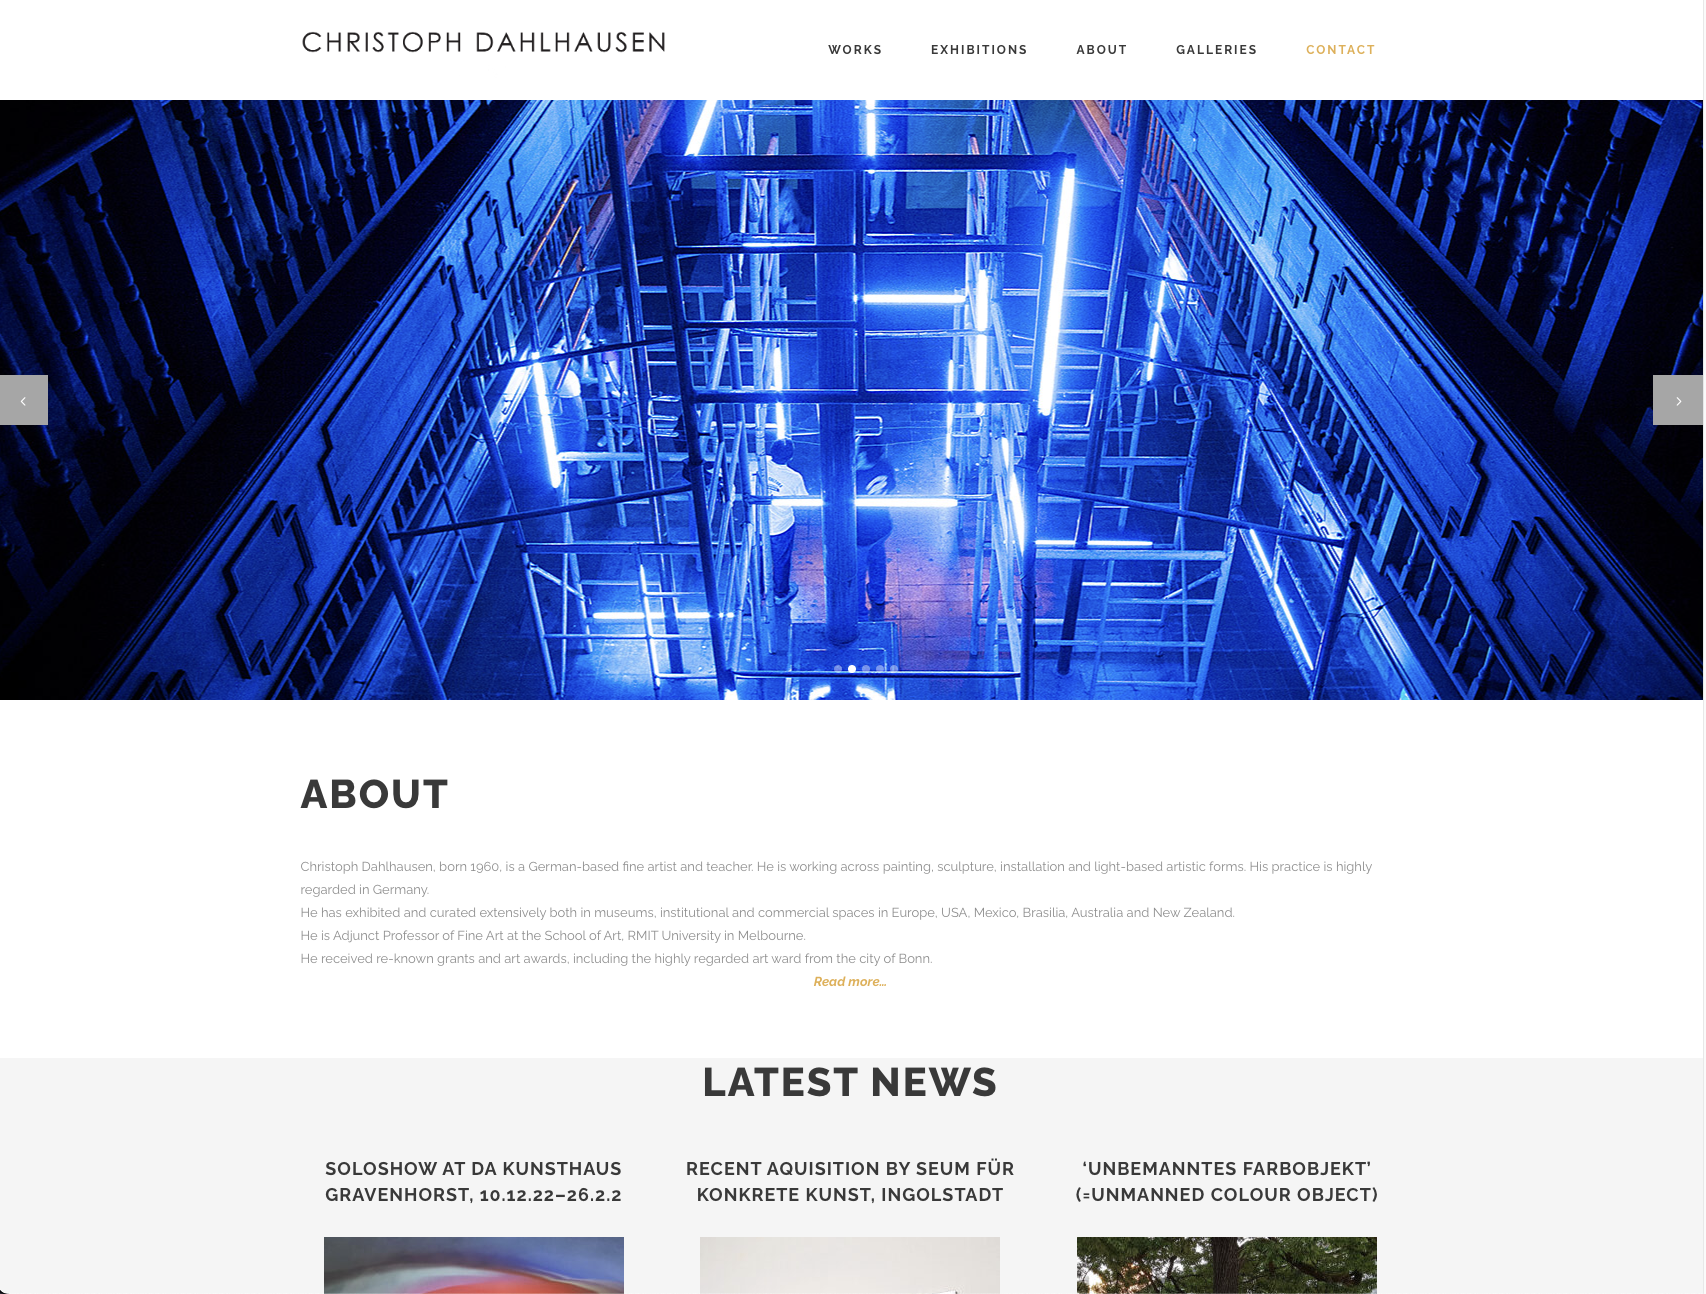 CHRISTOPH DAHLHAUSEN
WORKS EXHIBITIONS ABOUT GALLERIES CONTACT
ABOUT
Christoph Dahlhausen, born 1960, is a German-based fine artist and teacher. He is working across painting, sculpture, installation and light-based artistic forms. His practice is highly
regarded in Germany.
He has exhibited and curated extensively both in museums, institutional and commercial spaces in Europe, USA, Mexico, Brasilia, Australia and New Zealand.
He is Adjunct Professor of Fine Art at the School of Art, RMIT University in Melbourne.
He received re-known grants and art awards, including the highly regarded art ward from the city of Bonn.
Read more...
LATEST NEWS
SOLOSHOW AT DA KUNSTHAUS
GRAVENHORST, 10.12.22–26.2.2
RECENT AQUISITION BY SEUM FÜR
KONKRETE KUNST, INGOLSTADT
‘UNBEMANNTES FARBOBJEKT’
(=UNMANNED COLOUR OBJECT)